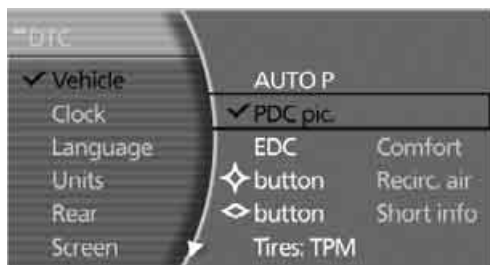 DTC
Vehicle
Clock
Language
Units
Rear
Screen
AUTO P
PDC pic.
EDC Comfort
button Recirc. air
button Short info
Tires: TPM